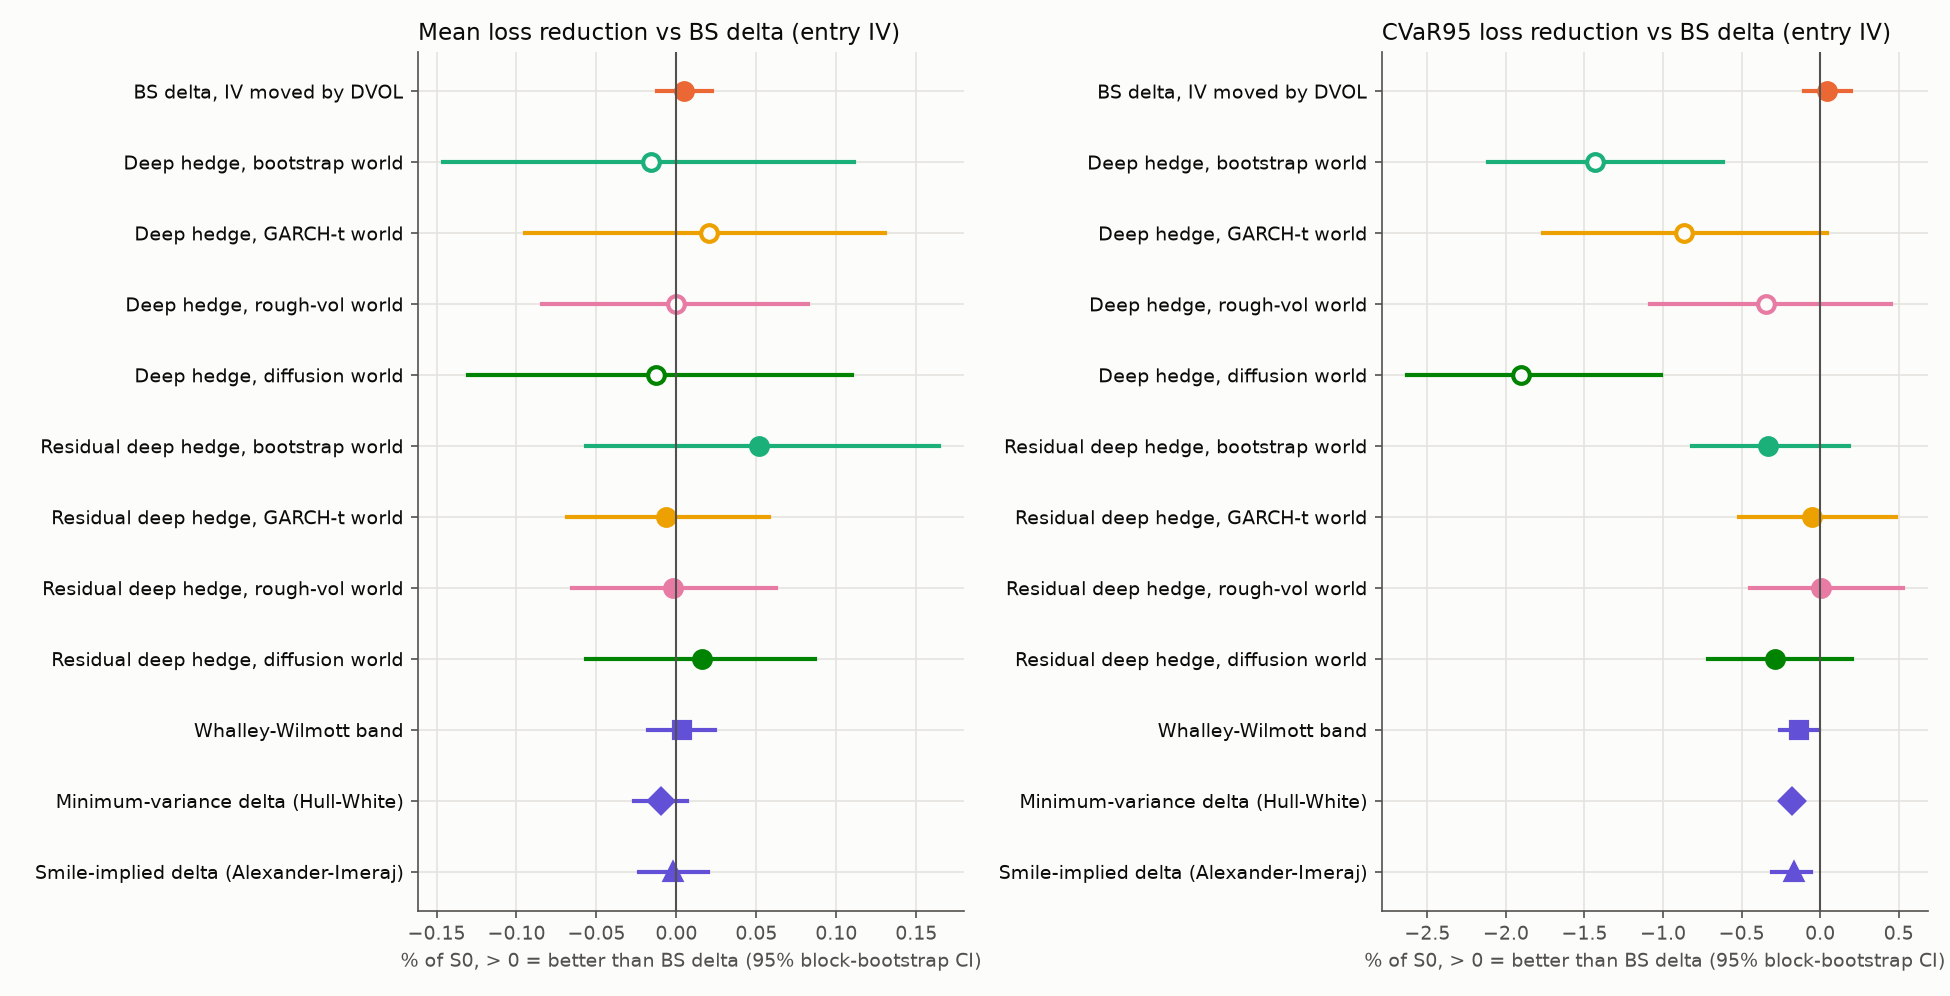 Mean loss reduction vs BS delta (entry IV)
BS delta, IV moved by DVOL
Deep hedge, bootstrap world
Deep hedge, GARCH-t world
Deep hedge, rough-vol world
Deep hedge, diffusion world
Residual deep hedge, bootstrap world
Residual deep hedge, GARCH-t world
Residual deep hedge, rough-vol world
Residual deep hedge, diffusion world
Whalley-Wilmott band
Minimum-variance delta (Hull-White)
Smile-implied delta (Alexander-Imeraj)
−0.15 −0.10 −0.05 0.00 0.05 0.10 0.15
% of S0, > 0 = better than BS delta (95% block-bootstrap CI)
CVaR95 loss reduction vs BS delta (entry IV)
BS delta, IV moved by DVOL
Deep hedge, bootstrap world
Deep hedge, GARCH-t world
Deep hedge, rough-vol world
Deep hedge, diffusion world
Residual deep hedge, bootstrap world
Residual deep hedge, GARCH-t world
Residual deep hedge, rough-vol world
Residual deep hedge, diffusion world
Whalley-Wilmott band
Minimum-variance delta (Hull-White)
Smile-implied delta (Alexander-Imeraj)
−2.5 −2.0 −1.5 −1.0 −0.5 0.0 0.5
% of S0, > 0 = better than BS delta (95% block-bootstrap CI)